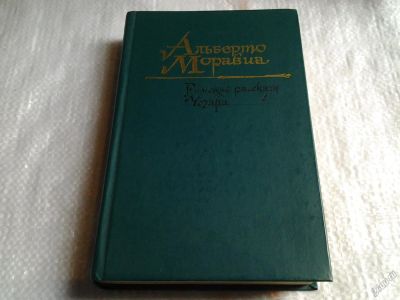 Альберто
Моравиа
Римские рассказы
Чочара